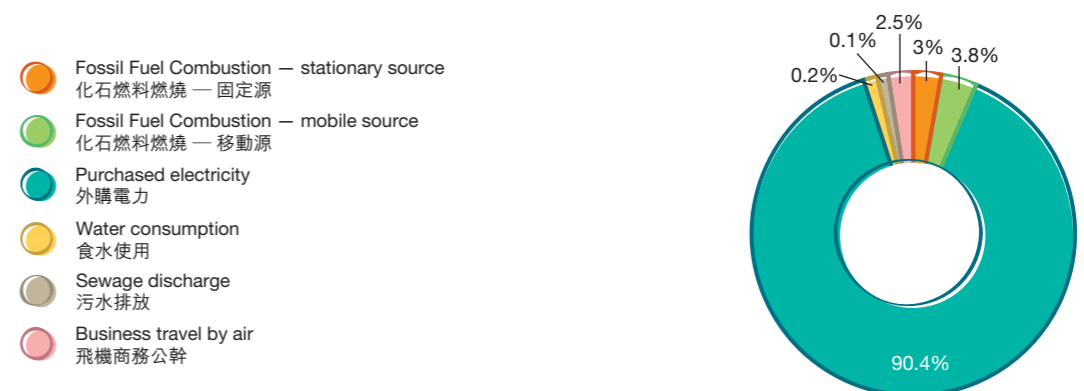 Fossil Fuel Combustion — stationary source
化石燃料燃燒 — 固定源
Fossil Fuel Combustion — mobile source
化石燃料燃燒 — 移動源
Purchased electricity
外購電力
Water consumption
食水使用
Sewage discharge
污水排放
Business travel by air
飛機商務公幹
2.5%
0.1%
3%
3.8%
0.2%
90.4%